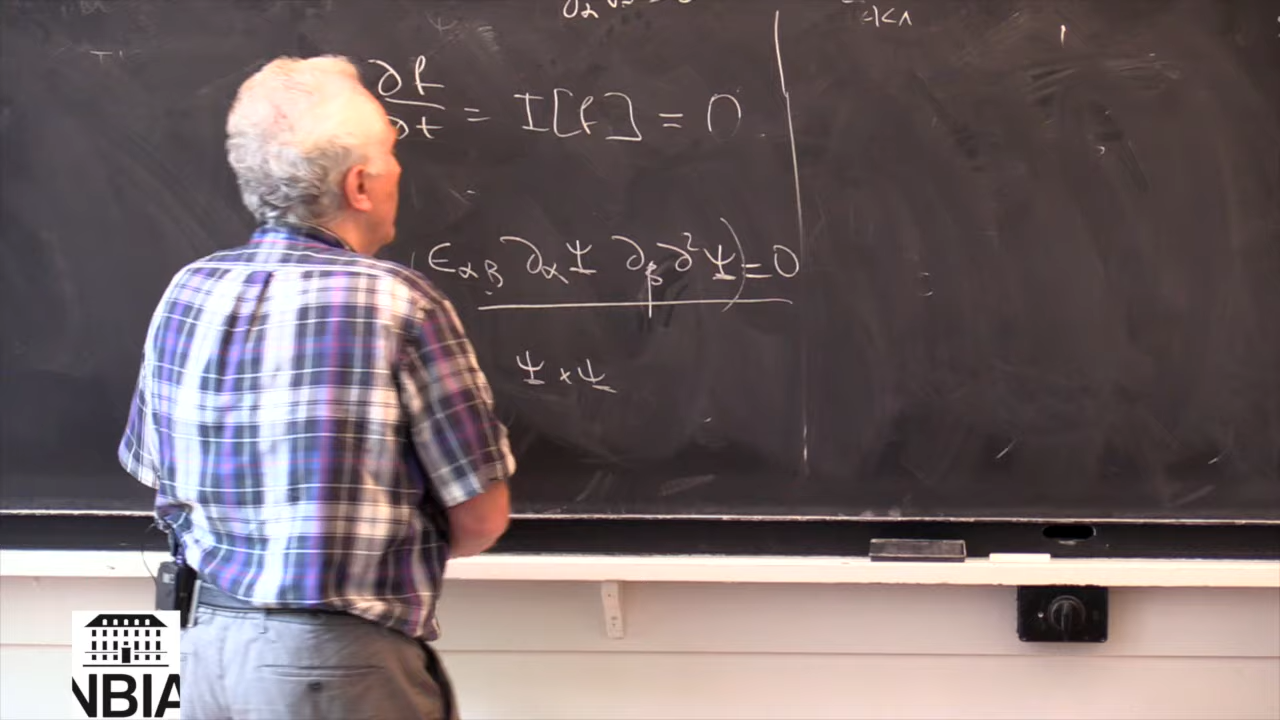 ∂f/∂t = I[f] = 0
ε_αβ ∂_α Ψ ∂_β ∂² Ψ) = 0
Ψ × Ψ
NBIA